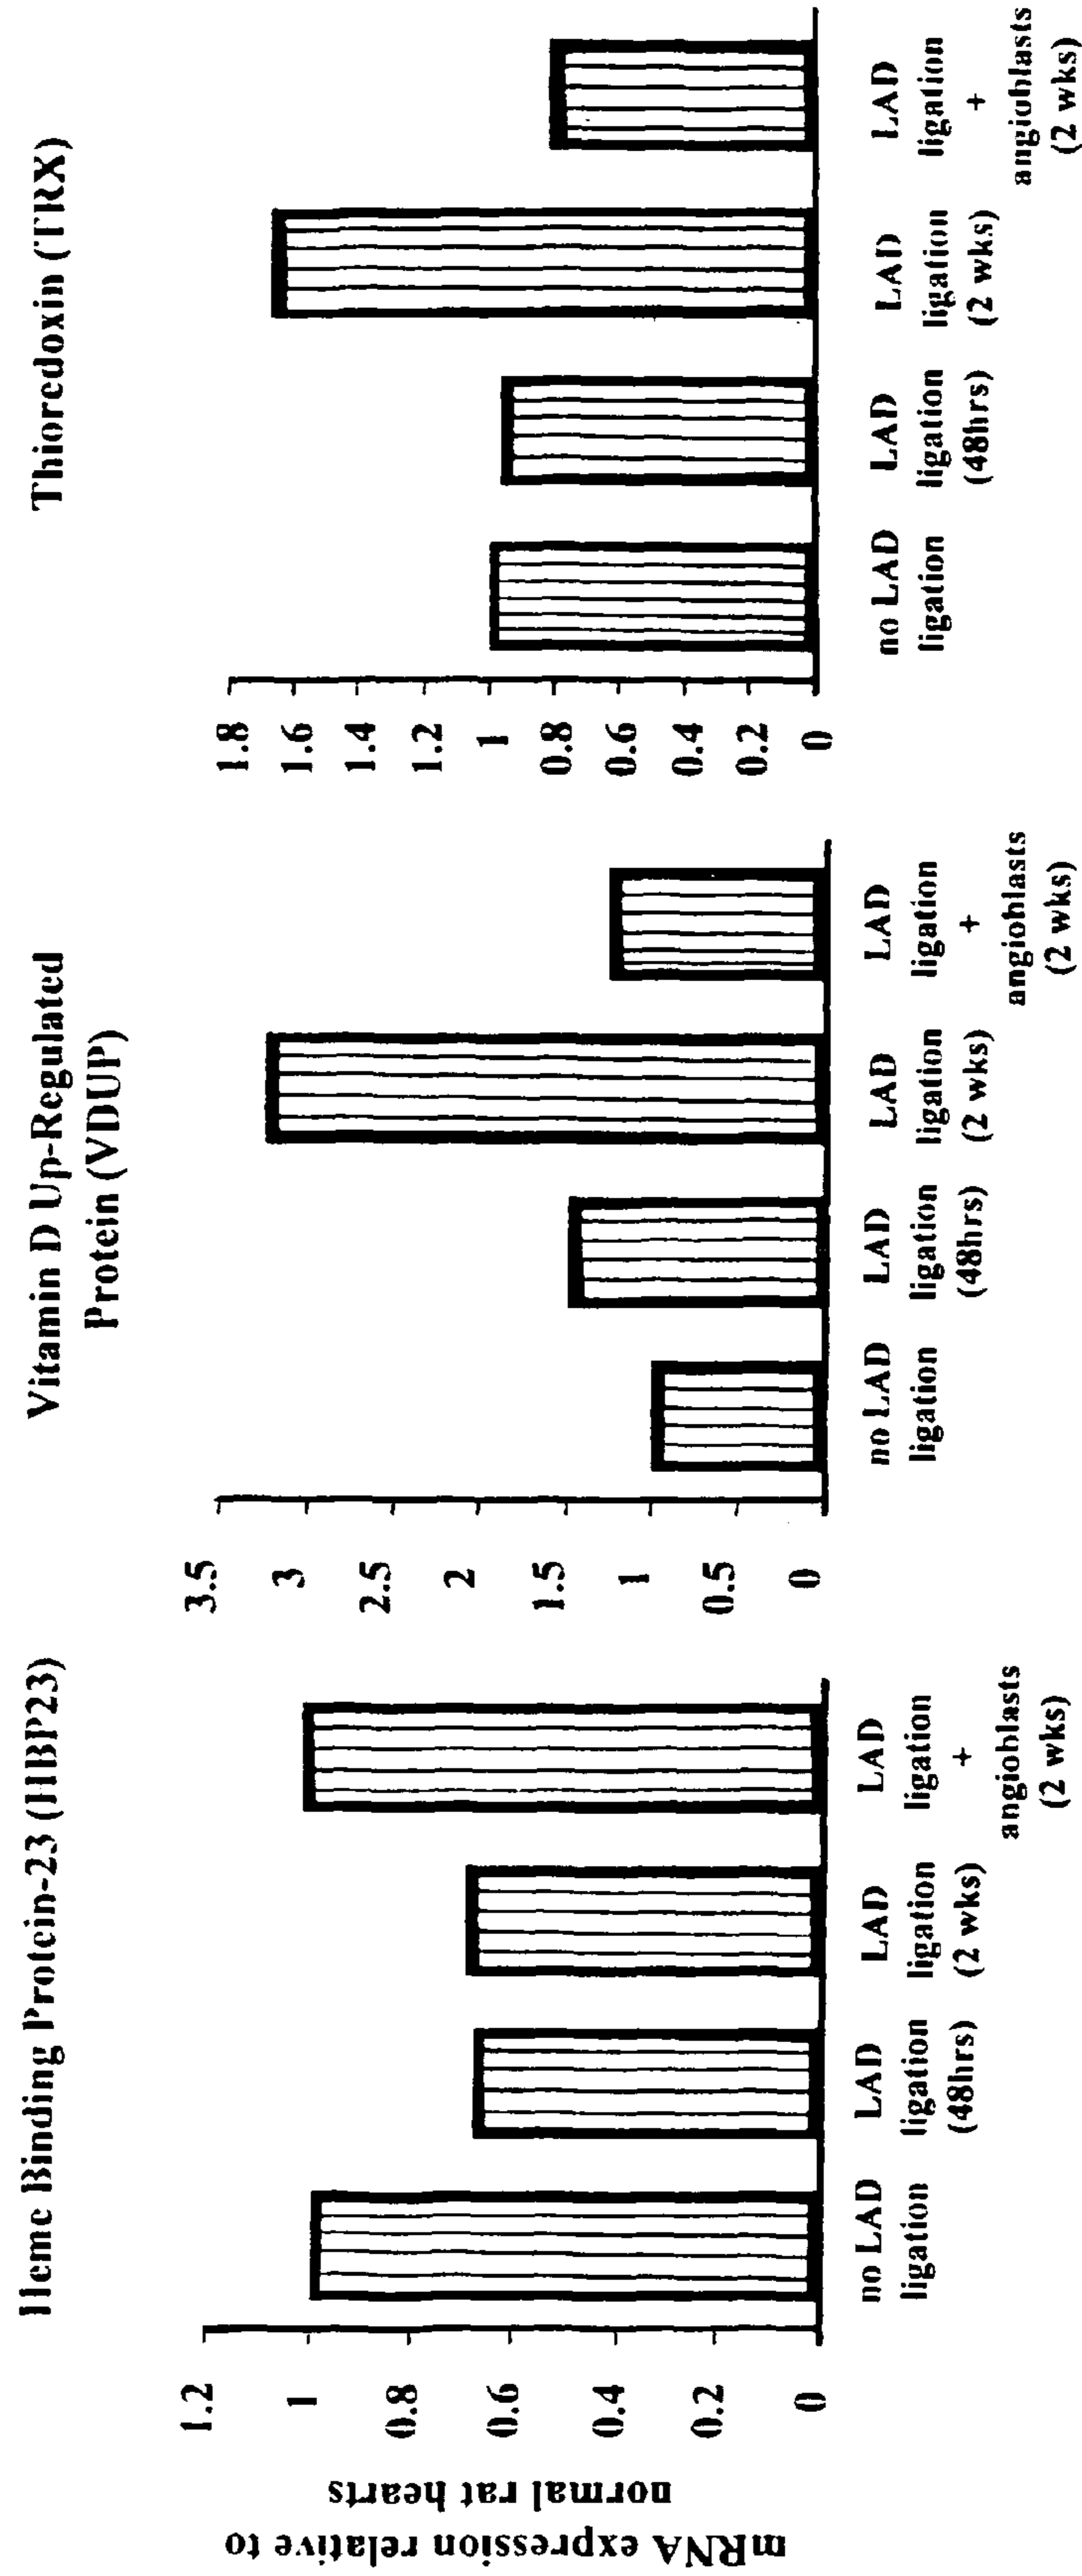 mRNA expression relative to
normal rat hearts
Heme Binding Protein-23 (HBP23)
1.2
1
0.8
0.6
0.4
0.2
0
no LAD
ligation
LAD
ligation
(48hrs)
LAD
ligation
(2 wks)
LAD
ligation
+
angioblasts
(2 wks)
Vitamin D Up-Regulated
Protein (VDUP)
3.5
3
2.5
2
1.5
1
0.5
0
no LAD
ligation
LAD
ligation
(48hrs)
LAD
ligation
(2 wks)
LAD
ligation
+
angioblasts
(2 wks)
Thioredoxin (TRX)
1.8
1.6
1.4
1.2
1
0.8
0.6
0.4
0.2
0
no LAD
ligation
LAD
ligation
(48hrs)
LAD
ligation
(2 wks)
LAD
ligation
+
angioblasts
(2 wks)